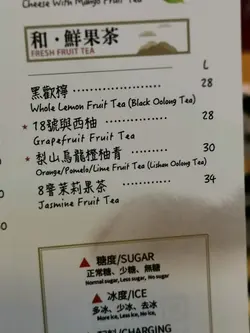 Cheese With Mango Fruit Tea
和·鮮果茶
FRESH FRUIT TEA
L
黑歡檸 28
Whole Lemon Fruit Tea (Black Oolong Tea)
★ 18號與西柚 28
Grapefruit Fruit Tea
★ 梨山烏龍橙柚青 30
Orange/Pomelo/Lime Fruit Tea (Lishan Oolong Tea)
8窨茉莉果茶 34
Jasmine Fruit Tea
▲ 糖度/SUGAR
正常糖、少糖、無糖
Normal sugar, Less sugar, No sugar
▲ 冰度/ICE
多冰、少冰、去冰
More ice, Less ice, No ice,
/CHARGING